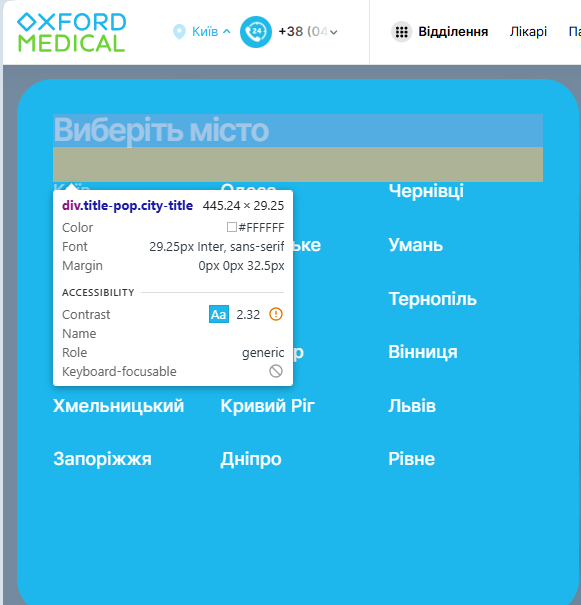 OXFORD
MEDICAL
Київ
24
+38 (04
Відділення
Лікарі
Па
Виберіть місто
Київ
Одеса
Чернівці
div.title-pop.city-title 445.24 × 29.25
Color #FFFFFF
Font 29.25px Inter, sans-serif
Margin 0px 0px 32.5px
ACCESSIBILITY
Contrast Aa 2.32
Name
Role generic
Keyboard-focusable
ьке
Умань
Тернопіль
р
Вінниця
Хмельницький
Кривий Ріг
Львів
Запоріжжя
Дніпро
Рівне